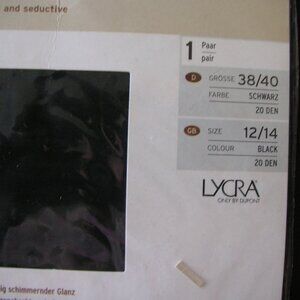 and seductive
1 Paar
pair
D GRÖSSE 38/40
FARBE SCHWARZ
20 DEN
GB SIZE 12/14
COLOUR BLACK
20 DEN
LYCRA
ONLY BY DUPONT
ig schimmernder Glanz